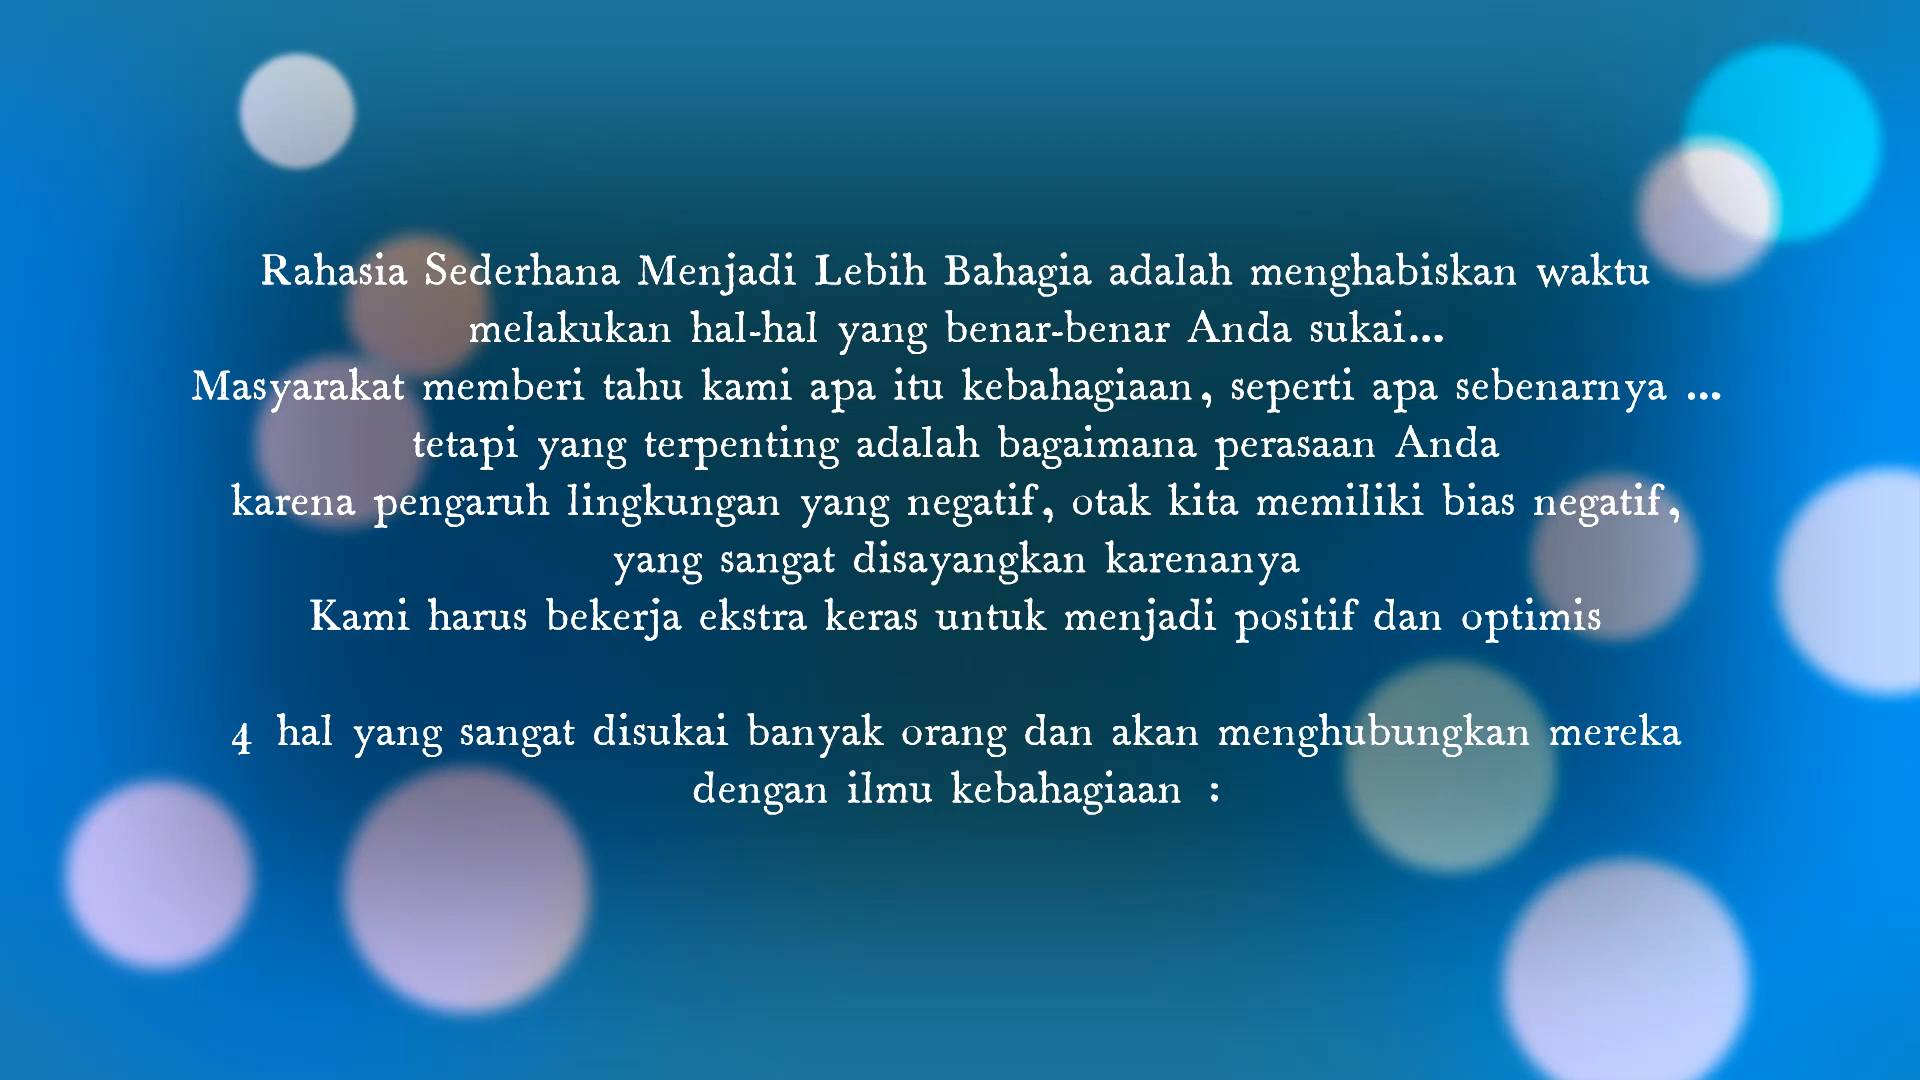 Rahasia Sederhana Menjadi Lebih Bahagia adalah menghabiskan waktu
melakukan hal-hal yang benar-benar Anda sukai...
Masyarakat memberi tahu kami apa itu kebahagiaan, seperti apa sebenarnya ...
tetapi yang terpenting adalah bagaimana perasaan Anda
karena pengaruh lingkungan yang negatif, otak kita memiliki bias negatif,
yang sangat disayangkan karenanya
Kami harus bekerja ekstra keras untuk menjadi positif dan optimis
4 hal yang sangat disukai banyak orang dan akan menghubungkan mereka
dengan ilmu kebahagiaan :